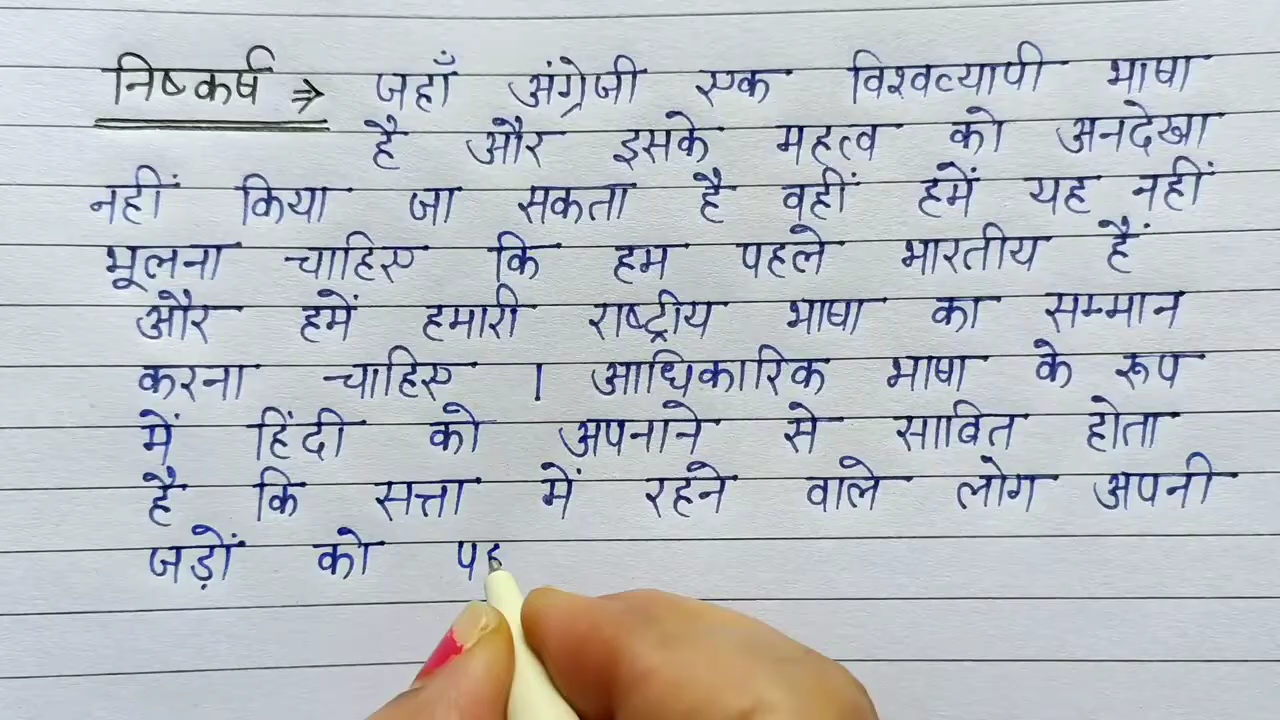 निष्कर्ष ⇒ जहाँ अंग्रेजी एक विश्वव्यापी भाषा
है और इसके महत्व को अनदेखा
नहीं किया जा सकता है वहीं हमें यह नहीं
भूलना चाहिए कि हम पहले भारतीय हैं
और हमें हमारी राष्ट्रीय भाषा का सम्मान
करना चाहिए । आधिकारिक भाषा के रूप
में हिंदी को अपनाने से साबित होता
है कि सत्ता में रहने वाले लोग अपनी
जड़ों को